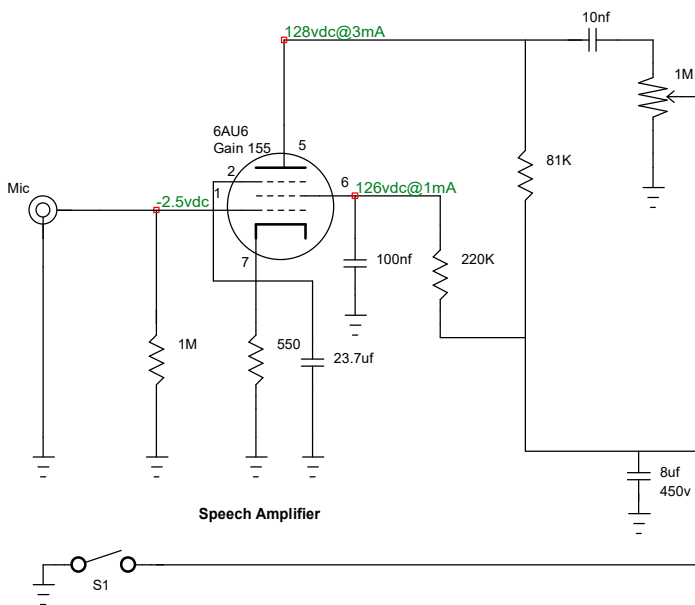 10nf
128vdc@3mA
1M
6AU6
Gain 155
5
2
81K
Mic
1
6
126vdc@1mA
-2.5vdc
7
100nf
220K
1M
550
23.7uf
8uf
450v
Speech Amplifier
S1